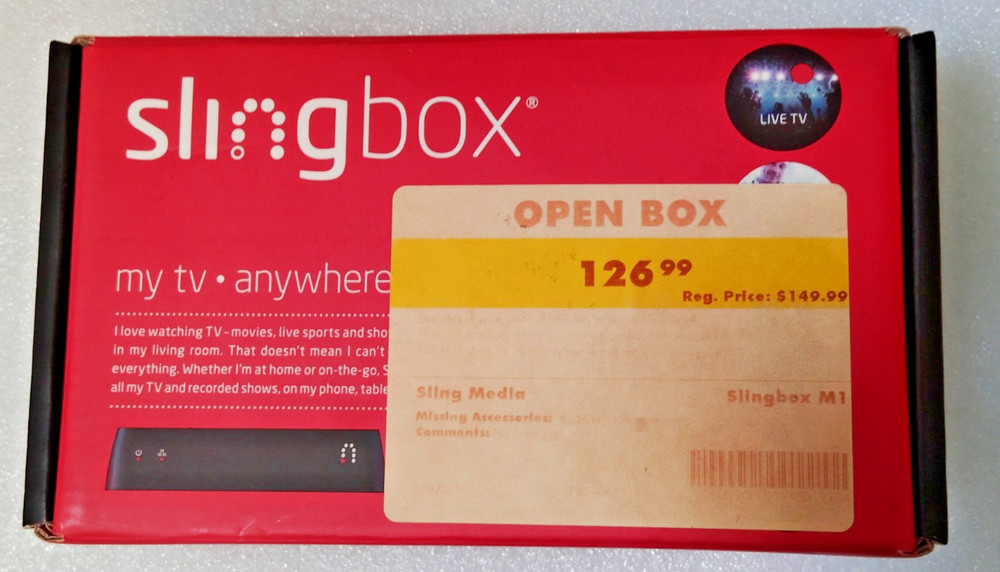 slingbox®
LIVE TV
OPEN BOX
126 99
Reg. Price: $149.99
my tv • anywhere
I love watching TV – movies, live sports and sho
in my living room. That doesn't mean I can't
everything. Whether I'm at home or on-the-go, S
all my TV and recorded shows, on my phone, table
Sling Media Slingbox M1
Missing Accessories:
Comments: